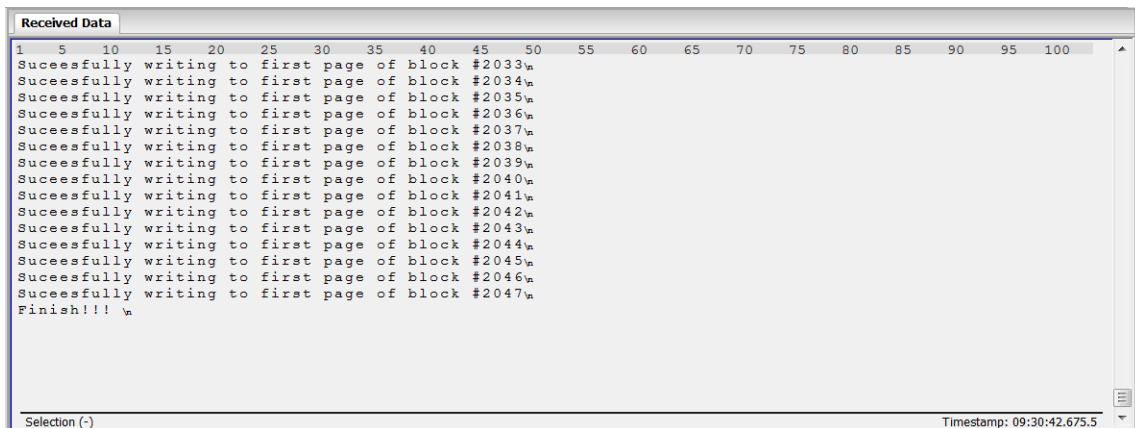 Received Data
1 5 10 15 20 25 30 35 40 45 50 55 60 65 70 75 80 85 90 95 100
Suceesfully writing to first page of block #2033\n
Suceesfully writing to first page of block #2034\n
Suceesfully writing to first page of block #2035\n
Suceesfully writing to first page of block #2036\n
Suceesfully writing to first page of block #2037\n
Suceesfully writing to first page of block #2038\n
Suceesfully writing to first page of block #2039\n
Suceesfully writing to first page of block #2040\n
Suceesfully writing to first page of block #2041\n
Suceesfully writing to first page of block #2042\n
Suceesfully writing to first page of block #2043\n
Suceesfully writing to first page of block #2044\n
Suceesfully writing to first page of block #2045\n
Suceesfully writing to first page of block #2046\n
Suceesfully writing to first page of block #2047\n
Finish!!! \n
Selection (-) Timestamp: 09:30:42.675.5